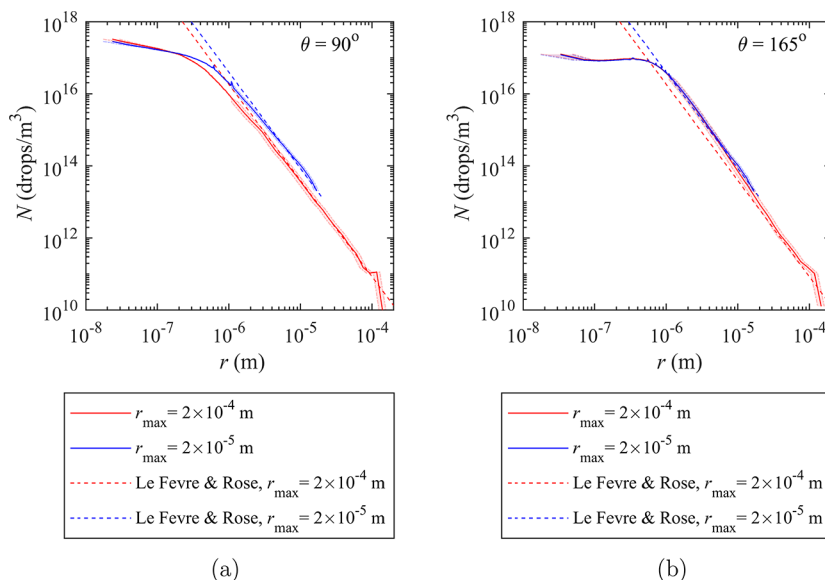 10^18
10^16
10^14
10^12
10^10
N (drops/m^3)
θ = 90^o
10^-8 10^-7 10^-6 10^-5 10^-4
r (m)
r_max = 2×10^-4 m
r_max = 2×10^-5 m
Le Fevre & Rose, r_max = 2×10^-4 m
Le Fevre & Rose, r_max = 2×10^-5 m
(a)
10^18
10^16
10^14
10^12
10^10
N (drops/m^3)
θ = 165^o
10^-8 10^-7 10^-6 10^-5 10^-4
r (m)
r_max = 2×10^-4 m
r_max = 2×10^-5 m
Le Fevre & Rose, r_max = 2×10^-4 m
Le Fevre & Rose, r_max = 2×10^-5 m
(b)